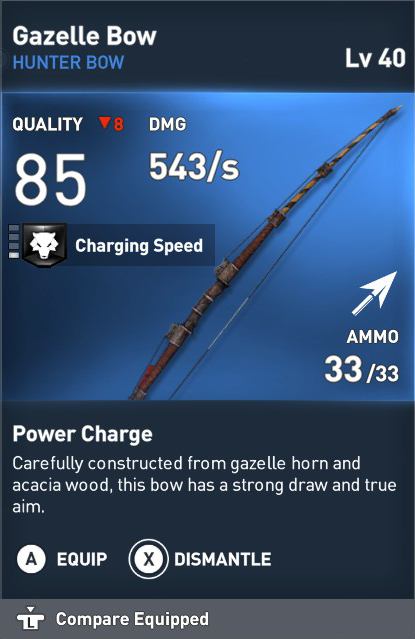 Gazelle Bow
HUNTER BOW
Lv 40
QUALITY ▼8 DMG
85 543/s
Charging Speed
AMMO
33/33
Power Charge
Carefully constructed from gazelle horn and
acacia wood, this bow has a strong draw and true
aim.
A EQUIP X DISMANTLE
L Compare Equipped